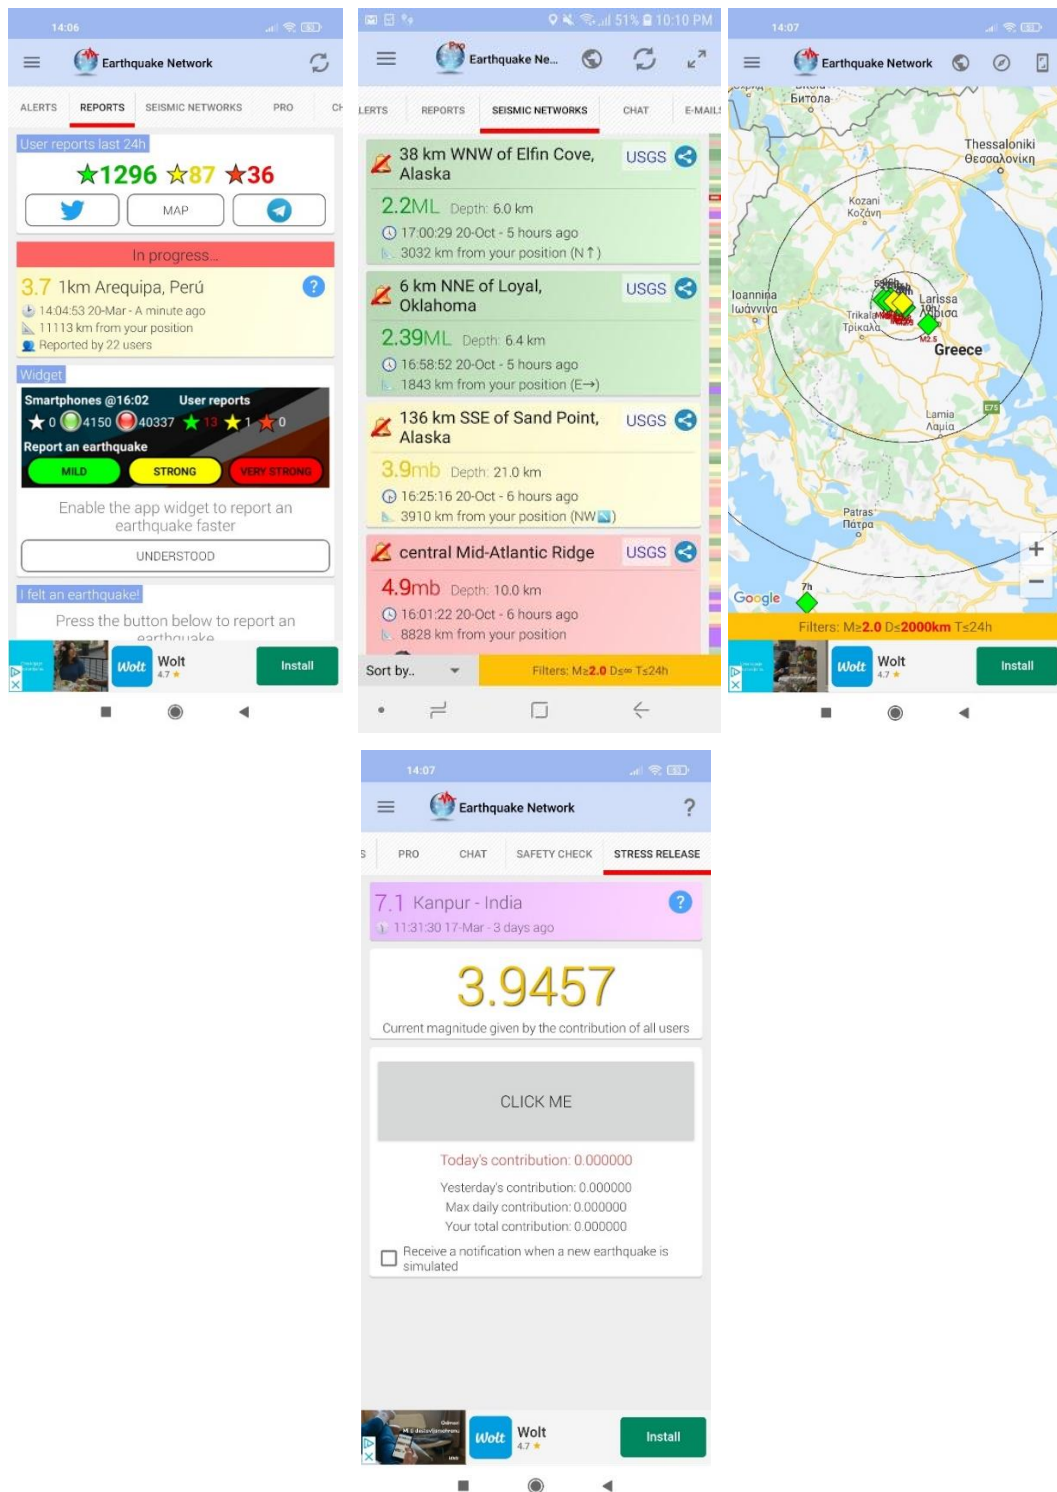 14:06
Earthquake Network
ALERTS REPORTS SEISMIC NETWORKS PRO CH
User reports last 24h
★1296 ★87 ★36
MAP
In progress...
3.7 1km Arequipa, Perú ?
14:04:53 20-Mar - A minute ago
11113 km from your position
Reported by 22 users
Widget
Smartphones @16:02 User reports
★ 0 4150 40337 ★ 13 ★ 1 ★ 0
Report an earthquake
MILD STRONG VERY STRONG
Enable the app widget to report an
earthquake faster
UNDERSTOOD
I felt an earthquake!
Press the button below to report an
earthquake
Wolt Wolt Install
4.7 ★
51% 10:10 PM
Pro
Earthquake Ne...
LERTS REPORTS SEISMIC NETWORKS CHAT E-MAILS
38 km WNW of Elfin Cove, USGS
Alaska
2.2ML Depth: 6.0 km
17:00:29 20-Oct - 5 hours ago
3032 km from your position (N↑)
6 km NNE of Loyal, USGS
Oklahoma
2.39ML Depth: 6.4 km
16:58:52 20-Oct - 5 hours ago
1843 km from your position (E→)
136 km SSE of Sand Point, USGS
Alaska
3.9mb Depth: 21.0 km
16:25:16 20-Oct - 6 hours ago
3910 km from your position (NW↖)
central Mid-Atlantic Ridge USGS
4.9mb Depth: 10.0 km
16:01:22 20-Oct - 6 hours ago
8828 km from your position
Sort by.. Filters: M≥2.0 D≤∞ T≤24h
14:07
Earthquake Network
Битола
Thessaloniki
Θεσσαλονίκη
Kozani
Κοζάνη
Ioannina
Ιωάννινα
Larissa
Λάρισα
Trikala
Τρίκαλα
M2.5
Greece
E75
Lamia
Λαμία
Patras
Πάτρα
+
−
7h
Google
Filters: M≥2.0 D≤2000km T≤24h
Wolt Wolt Install
4.7 ★
14:07
Earthquake Network ?
S PRO CHAT SAFETY CHECK STRESS RELEASE
7.1 Kanpur - India ?
11:31:30 17-Mar - 3 days ago
3.9457
Current magnitude given by the contribution of all users
CLICK ME
Today's contribution: 0.000000
Yesterday's contribution: 0.000000
Max daily contribution: 0.000000
Your total contribution: 0.000000
Receive a notification when a new earthquake is
simulated
Wolt Wolt Install
4.7 ★